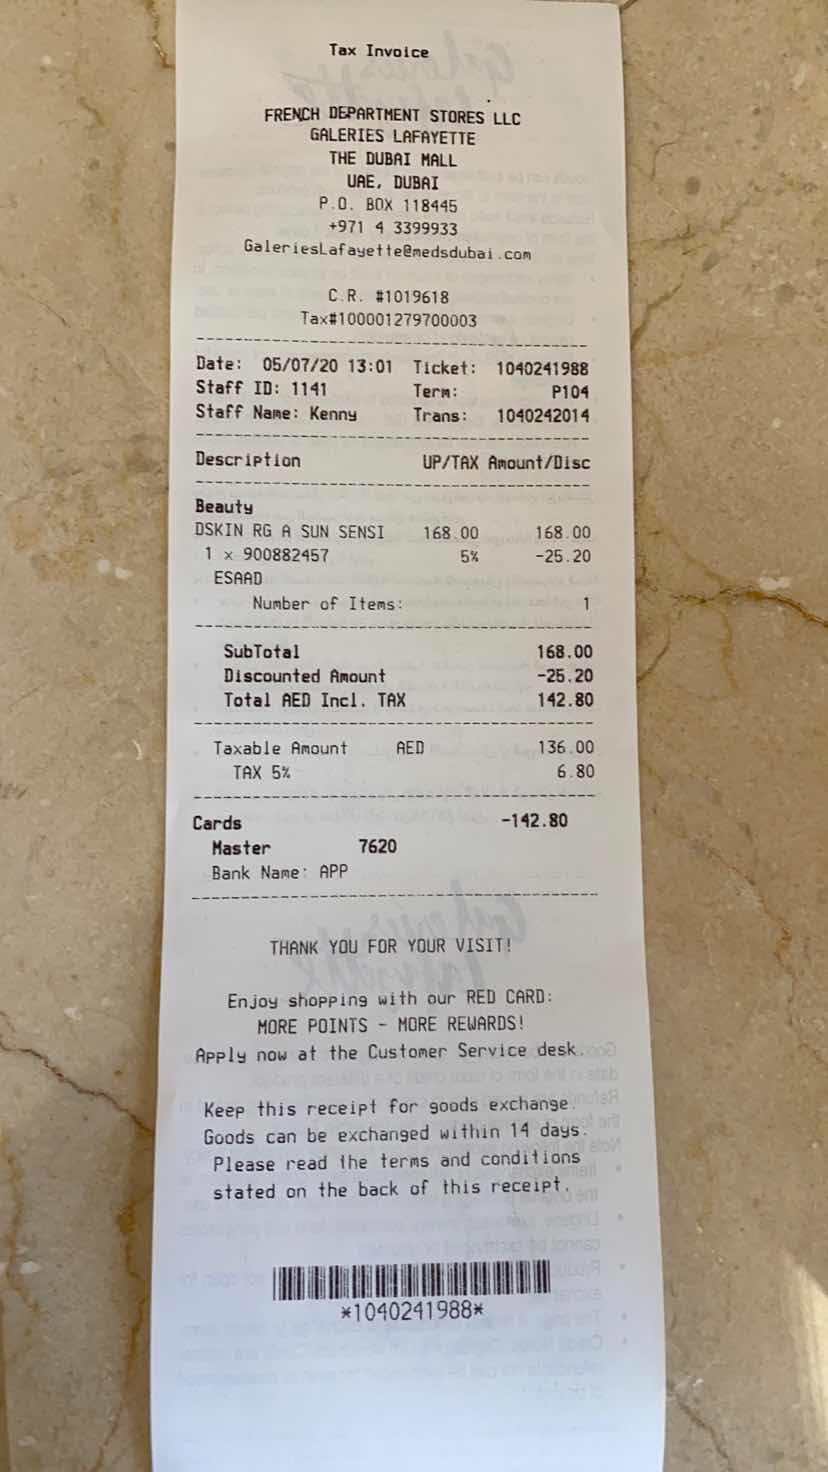 Tax Invoice
FRENCH DEPARTMENT STORES LLC
GALERIES LAFAYETTE
THE DUBAI MALL
UAE, DUBAI
P.O. BOX 118445
+971 4 3399933
GaleriesLafayette@medsdubai.com
C.R. #1019618
Tax#100001279700003
Date: 05/07/20 13:01 Ticket: 1040241988
Staff ID: 1141 Term: P104
Staff Name: Kenny Trans: 1040242014
Description UP/TAX Amount/Disc
Beauty
DSKIN RG A SUN SENSI 168.00 168.00
1 x 900882457 5% -25.20
ESAAD
Number of Items: 1
SubTotal 168.00
Discounted Amount -25.20
Total AED Incl. TAX 142.80
Taxable Amount AED 136.00
TAX 5% 6.80
Cards -142.80
Master 7620
Bank Name: APP
THANK YOU FOR YOUR VISIT!
Enjoy shopping with our RED CARD:
MORE POINTS - MORE REWARDS!
Apply now at the Customer Service desk.
Keep this receipt for goods exchange.
Goods can be exchanged within 14 days.
Please read the terms and conditions
stated on the back of this receipt.
*1040241988*